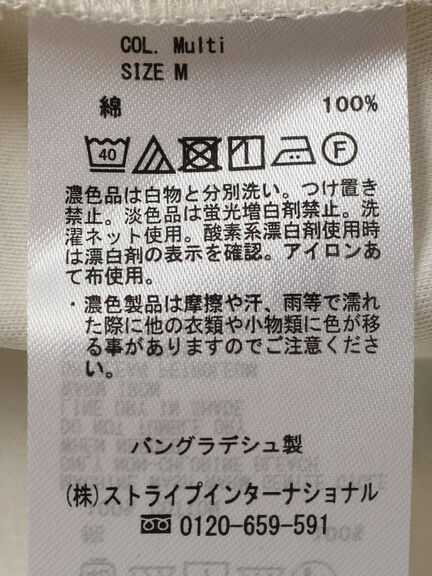 COL. Multi
SIZE M
綿 100%
40
F
濃色品は白物と分別洗い。つけ置き
禁止。淡色品は蛍光増白剤禁止。洗
濯ネット使用。酸素系漂白剤使用時
は漂白剤の表示を確認。アイロンあ
て布使用。
・濃色製品は摩擦や汗、雨等で濡れ
た際に他の衣類や小物類に色が移
る事がありますのでご注意くださ
い。
バングラデシュ製
(株)ストライプインターナショナル
0120-659-591